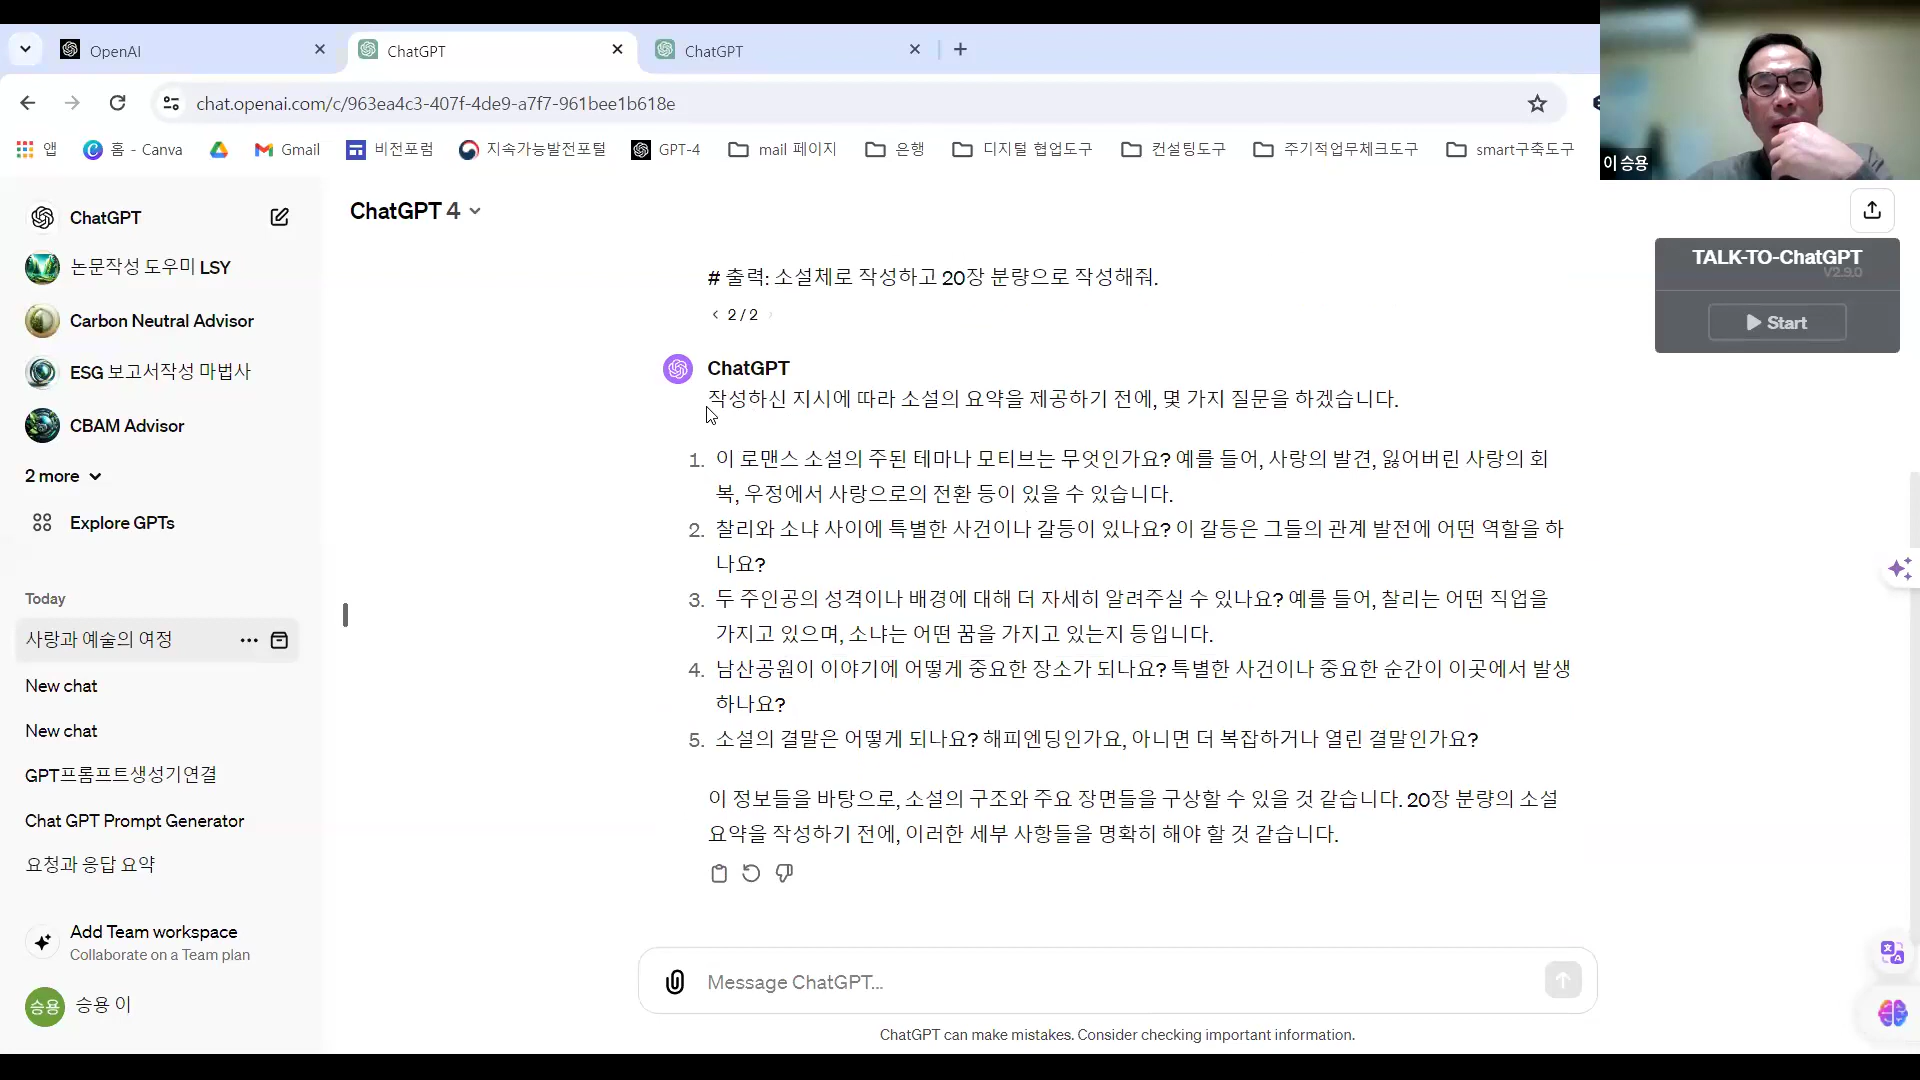 OpenAI
ChatGPT
ChatGPT
chat.openai.com/c/963ea4c3-407f-4de9-a7f7-961bee1b618e
앱
홈 - Canva
Gmail
비전포럼
지속가능발전포털
GPT-4
mail 페이지
은행
디지털 협업도구
컨설팅도구
주기적업무체크도구
smart구축도구
이 승용
ChatGPT
논문작성 도우미 LSY
Carbon Neutral Advisor
ESG 보고서작성 마법사
CBAM Advisor
2 more
Explore GPTs
Today
사랑과 예술의 여정
New chat
New chat
GPT프롬프트생성기연결
Chat GPT Prompt Generator
요청과 응답 요약
Add Team workspace
Collaborate on a Team plan
승용
승용 이
ChatGPT 4
TALK-TO-ChatGPT
V2.9.0
Start
# 출력: 소설체로 작성하고 20장 분량으로 작성해줘.
< 2 / 2 >
ChatGPT
작성하신 지시에 따라 소설의 요약을 제공하기 전에, 몇 가지 질문을 하겠습니다.
1. 이 로맨스 소설의 주된 테마나 모티브는 무엇인가요? 예를 들어, 사랑의 발견, 잃어버린 사랑의 회
복, 우정에서 사랑으로의 전환 등이 있을 수 있습니다.
2. 찰리와 소냐 사이에 특별한 사건이나 갈등이 있나요? 이 갈등은 그들의 관계 발전에 어떤 역할을 하
나요?
3. 두 주인공의 성격이나 배경에 대해 더 자세히 알려주실 수 있나요? 예를 들어, 찰리는 어떤 직업을
가지고 있으며, 소냐는 어떤 꿈을 가지고 있는지 등입니다.
4. 남산공원이 이야기에 어떻게 중요한 장소가 되나요? 특별한 사건이나 중요한 순간이 이곳에서 발생
하나요?
5. 소설의 결말은 어떻게 되나요? 해피엔딩인가요, 아니면 더 복잡하거나 열린 결말인가요?
이 정보들을 바탕으로, 소설의 구조와 주요 장면들을 구상할 수 있을 것 같습니다. 20장 분량의 소설
요약을 작성하기 전에, 이러한 세부 사항들을 명확히 해야 할 것 같습니다.
Message ChatGPT...
ChatGPT can make mistakes. Consider checking important information.